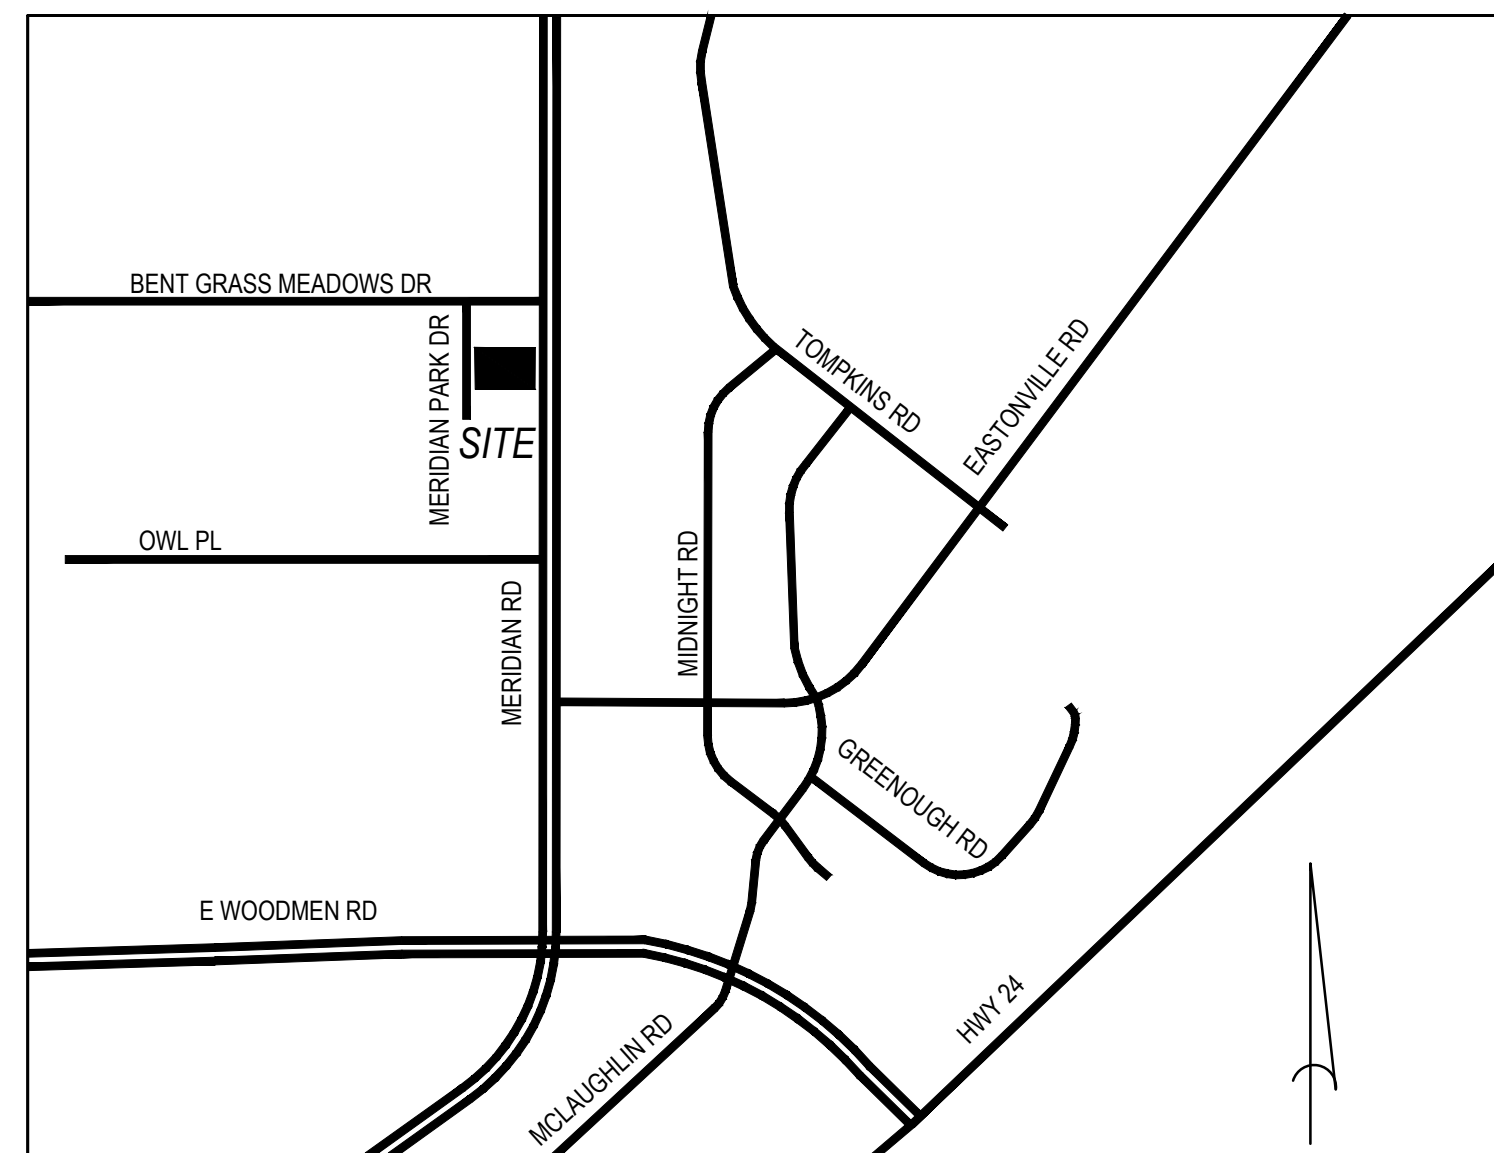 BENT GRASS MEADOWS DR
MERIDIAN PARK DR
SITE
TOMPKINS RD
EASTONVILLE RD
OWL PL
MERIDIAN RD
MIDNIGHT RD
GREENOUGH RD
E WOODMEN RD
HWY 24
MCLAUGHLIN RD